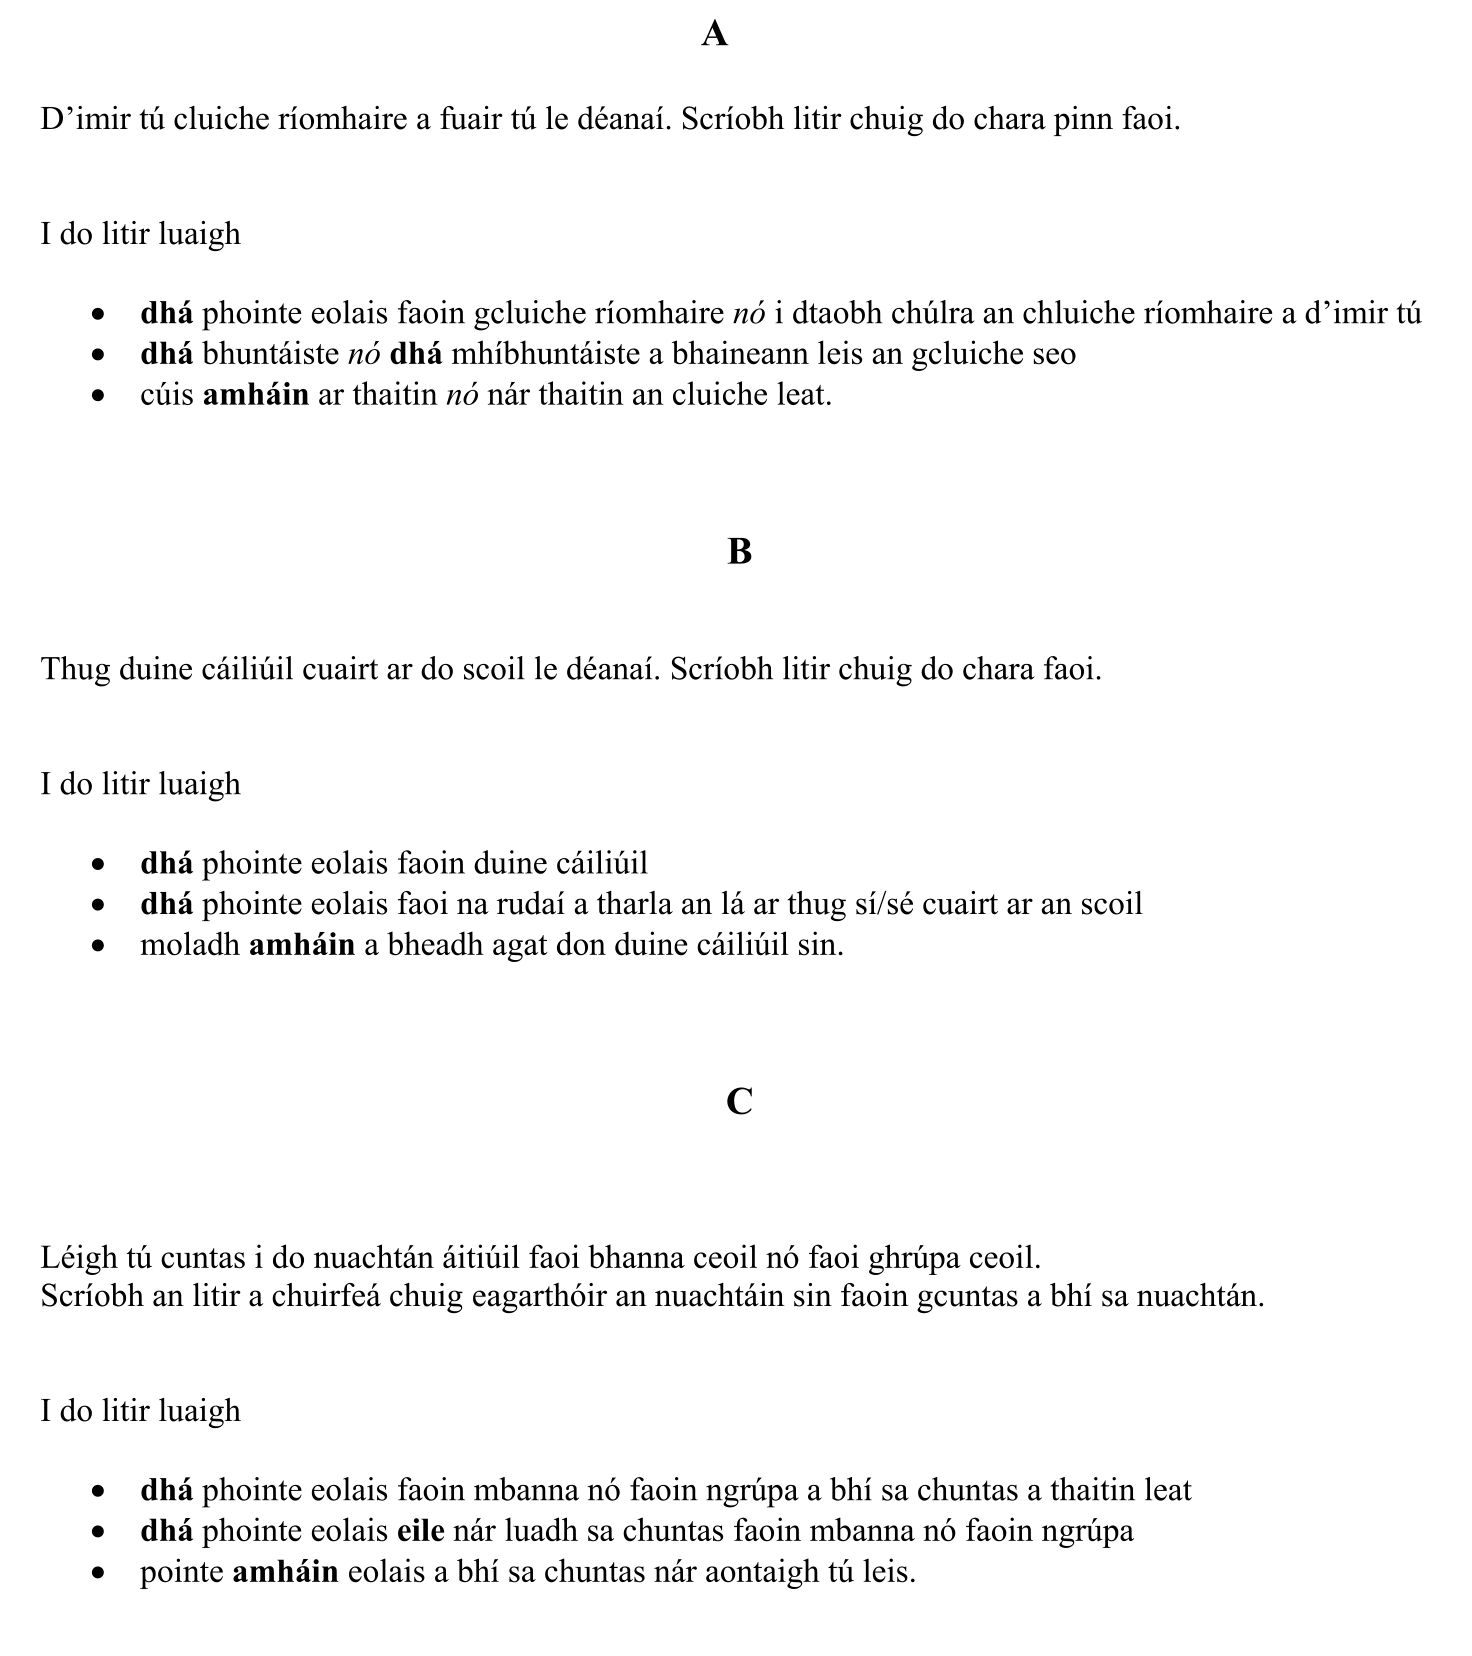 A
D’imir tú cluiche ríomhaire a fuair tú le déanaí. Scríobh litir chuig do chara pinn faoi.
I do litir luaigh
• dhá phointe eolais faoin gcluiche ríomhaire nó i dtaobh chúlra an chluiche ríomhaire a d’imir tú
• dhá bhuntáiste nó dhá mhíbhuntáiste a bhaineann leis an gcluiche seo
• cúis amháin ar thaitin nó nár thaitin an cluiche leat.
B
Thug duine cáiliúil cuairt ar do scoil le déanaí. Scríobh litir chuig do chara faoi.
I do litir luaigh
• dhá phointe eolais faoin duine cáiliúil
• dhá phointe eolais faoi na rudaí a tharla an lá ar thug sí/sé cuairt ar an scoil
• moladh amháin a bheadh agat don duine cáiliúil sin.
C
Léigh tú cuntas i do nuachtán áitiúil faoi bhanna ceoil nó faoi ghrúpa ceoil.
Scríobh an litir a chuirfeá chuig eagarthóir an nuachtáin sin faoin gcuntas a bhí sa nuachtán.
I do litir luaigh
• dhá phointe eolais faoin mbanna nó faoin ngrúpa a bhí sa chuntas a thaitin leat
• dhá phointe eolais eile nár luadh sa chuntas faoin mbanna nó faoin ngrúpa
• pointe amháin eolais a bhí sa chuntas nár aontaigh tú leis.